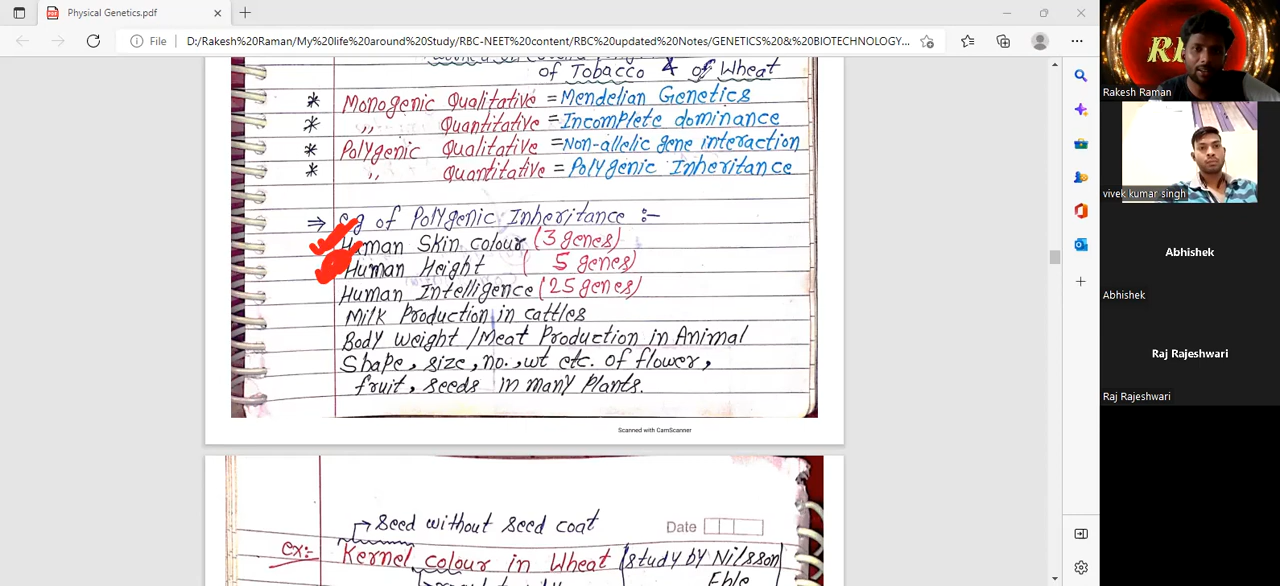 Physical Genetics.pdf
File
D:/Rakesh%20Raman/My%20life%20around%20Study/RBC-NEET%20content/RBC%20updated%20Notes/GENETICS%20&%20BIOTECHNOLOGY...
of Tobacco & of Wheat
* Monogenic Qualitative = Mendelian Genetics
* ,, Quantitative = Incomplete dominance
* Polygenic Qualitative = Non-allelic gene interaction
* ,, Quantitative = Polygenic Inheritance
⇒ eg of Polygenic Inheritance :-
Human Skin colour (3 genes)
Human Height ( 5 genes)
Human Intelligence (25 genes)
Milk Production in cattles
Body weight /Meat Production in Animal
Shape, size, no., wt etc. of flower,
fruit, seeds in many Plants.
Scanned with CamScanner
→ Seed without seed coat
Date
ex:- Kernel colour in Wheat (study by Nilsson
Ehle
Rakesh Raman
vivek kumar singh
Abhishek
Abhishek
Raj Rajeshwari
Raj Rajeshwari